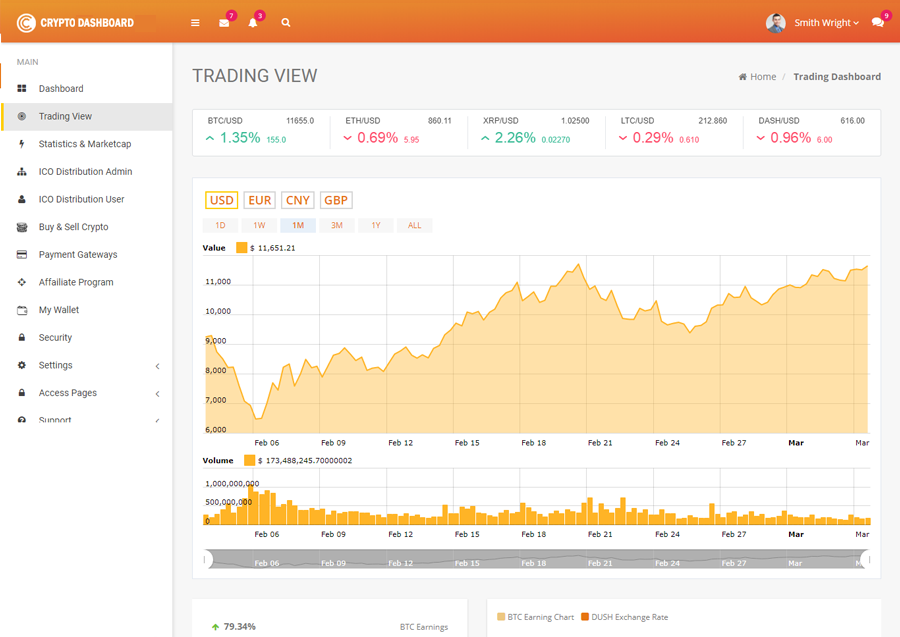 CRYPTO DASHBOARD
7
3
Smith Wright
9
MAIN
Dashboard
Trading View
Statistics & Marketcap
ICO Distribution Admin
ICO Distribution User
Buy & Sell Crypto
Payment Gateways
Affailiate Program
My Wallet
Security
Settings
Access Pages
Support
TRADING VIEW
Home / Trading Dashboard
BTC/USD 11655.0
1.35% 155.0
ETH/USD 860.11
0.69% 5.95
XRP/USD 1.02500
2.26% 0.02270
LTC/USD 212.860
0.29% 0.610
DASH/USD 616.00
0.96% 6.00
USD EUR CNY GBP
1D 1W 1M 3M 1Y ALL
Value $ 11,651.21
11,000
10,000
9,000
8,000
7,000
6,000
Feb 06 Feb 09 Feb 12 Feb 15 Feb 18 Feb 21 Feb 24 Feb 27 Mar Mar
Volume $ 173,488,245.70000002
1,000,000,000
500,000,000
0
Feb 06 Feb 09 Feb 12 Feb 15 Feb 18 Feb 21 Feb 24 Feb 27 Mar Mar
Feb 06 Feb 09 Feb 12 Feb 15 Feb 18 Feb 21 Feb 24 Feb 27 Mar Mar
79.34% BTC Earnings
BTC Earning Chart DUSH Exchange Rate